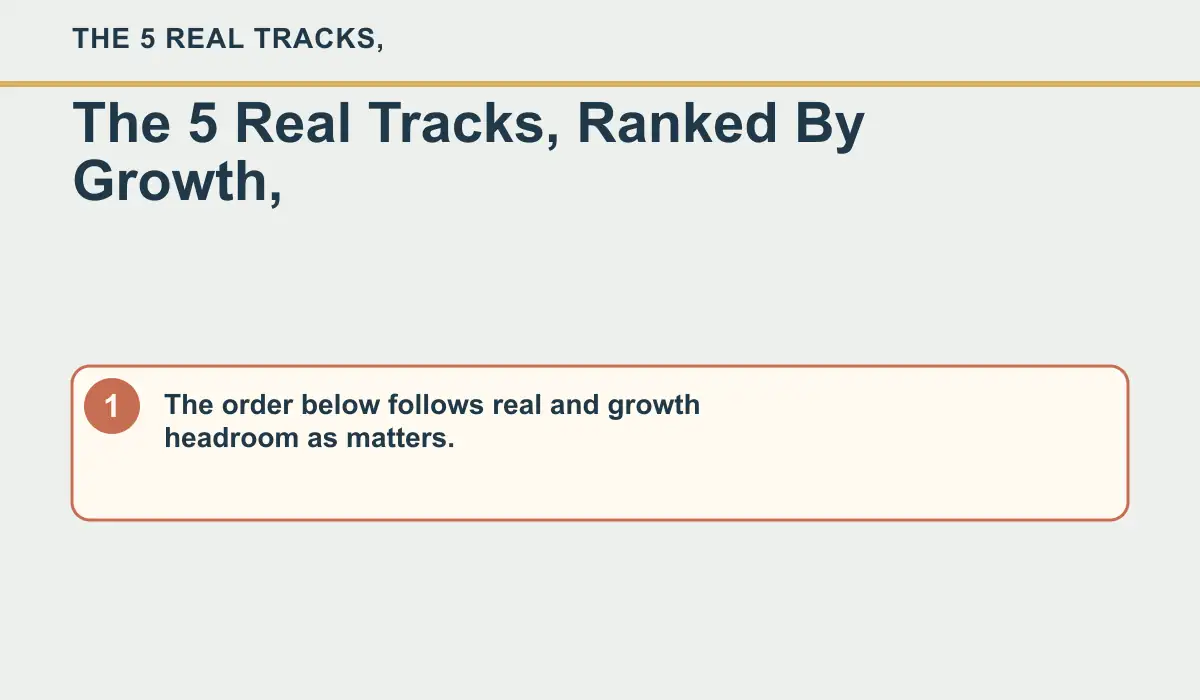 THE 5 REAL TRACKS,
The 5 Real Tracks, Ranked By
Growth,
1
The order below follows real and growth
headroom as matters.